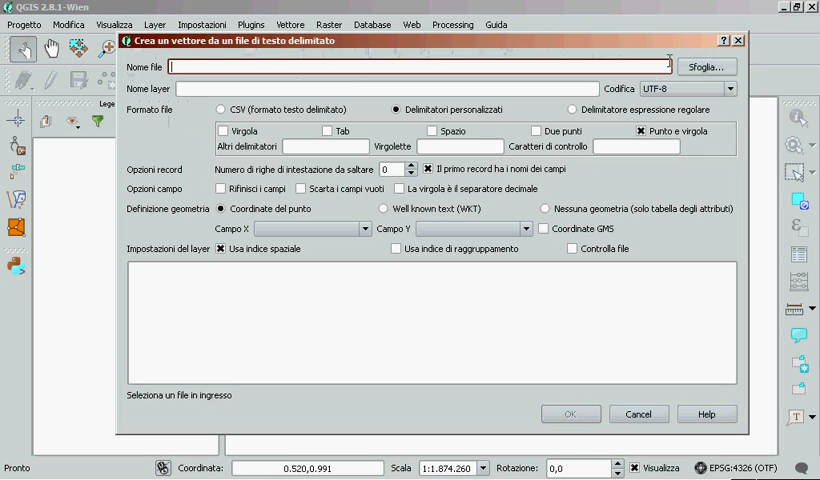 QGIS 2.8.1-Wien
Progetto Modifica Visualizza Layer Impostazioni Plugins Vettore Raster Database Web Processing Guida
Crea un vettore da un file di testo delimitato
Nome file Sfoglia...
Nome layer Codifica UTF-8
Lege
Formato file CSV (formato testo delimitato) Delimitatori personalizzati Delimitatore espressione regolare
Virgola Tab Spazio Due punti Punto e virgola
Altri delimitatori Virgolette Caratteri di controllo
Opzioni record Numero di righe di intestazione da saltare 0 Il primo record ha i nomi dei campi
Opzioni campo Rifinisci i campi Scarta i campi vuoti La virgola è il separatore decimale
Definizione geometria Coordinate del punto Well known text (WKT) Nessuna geometria (solo tabella degli attributi)
Campo X Campo Y Coordinate GMS
Impostazioni del layer Usa indice spaziale Usa indice di raggruppamento Controlla file
Seleziona un file in ingresso
OK Cancel Help
Pronto Coordinata: 0.520,0.991 Scala 1:1.874.260 Rotazione: 0,0 Visualizza EPSG:4326 (OTF)